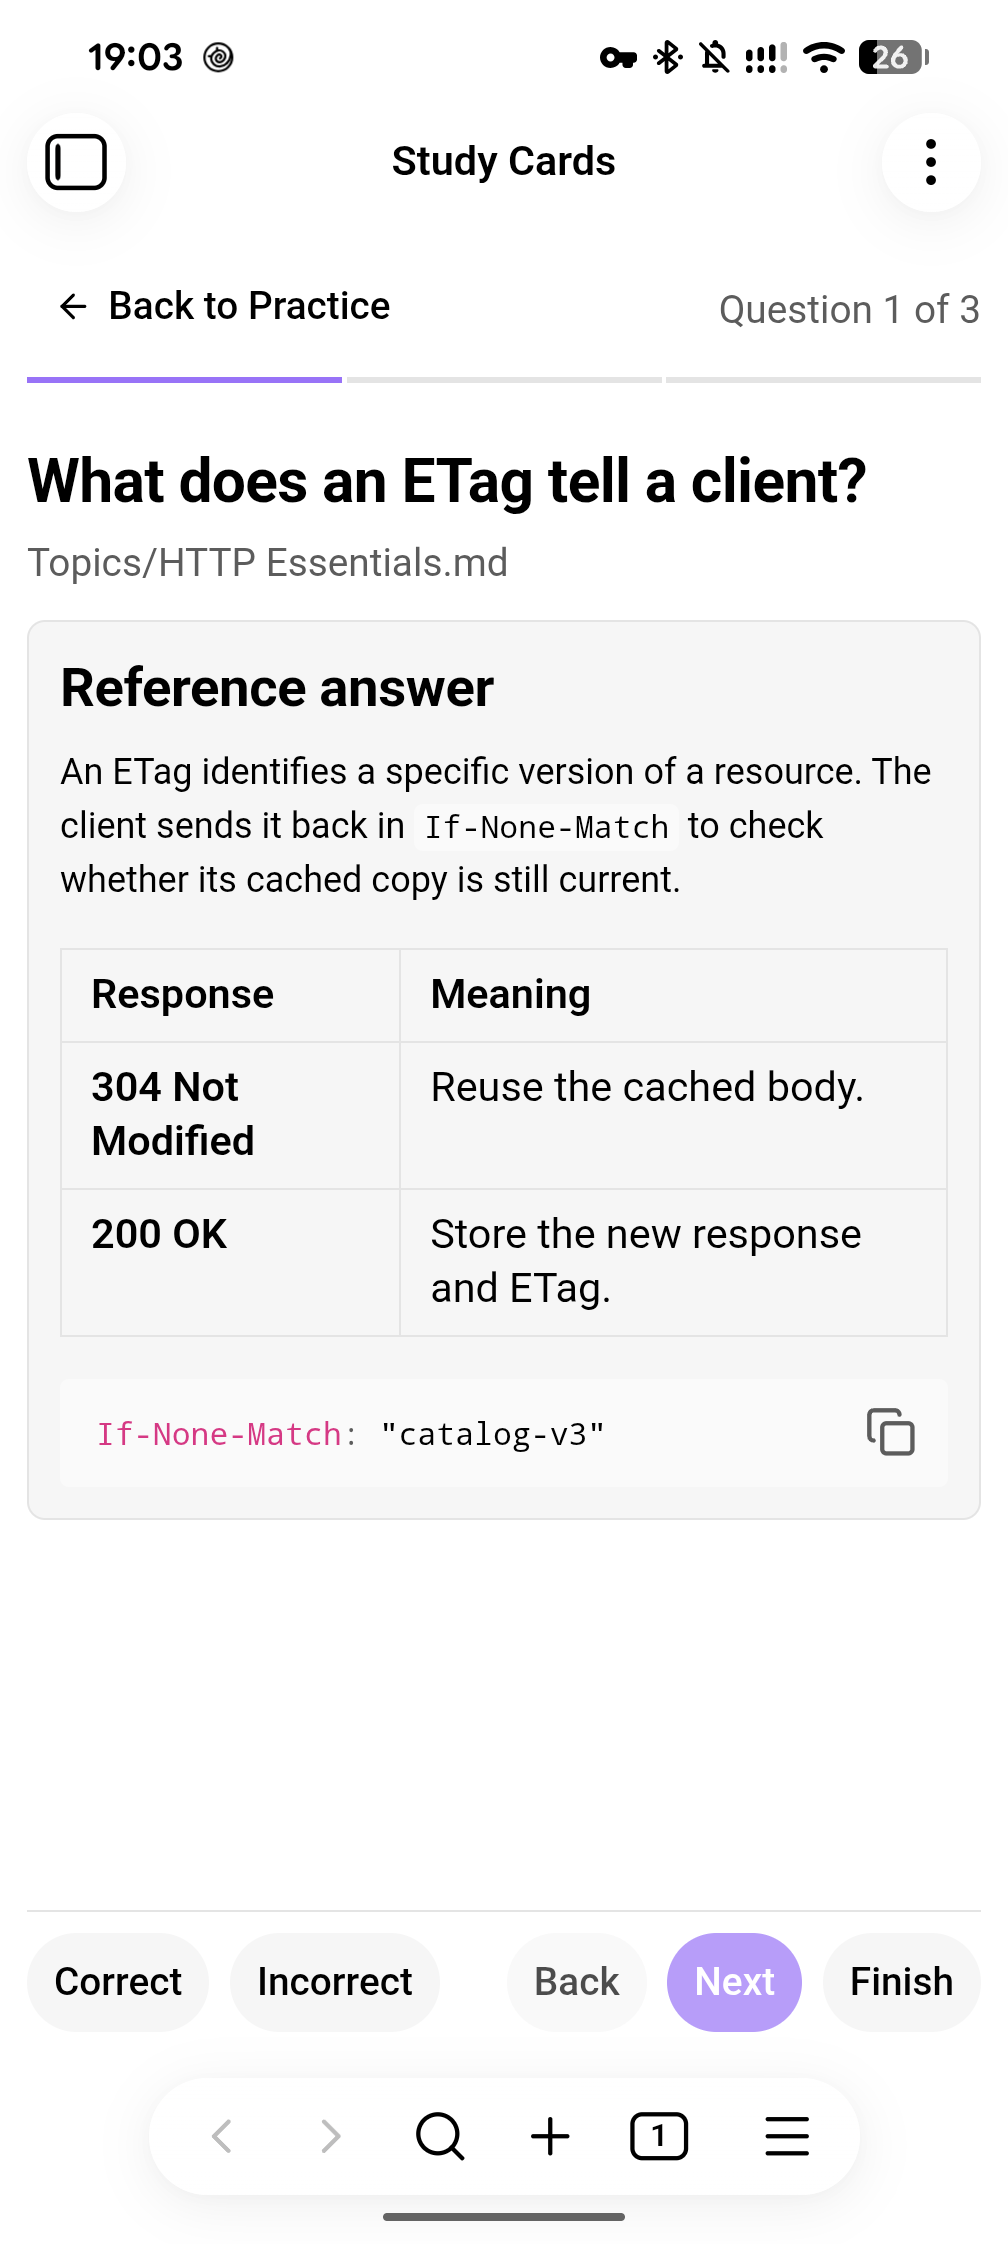 19:03
26
Study Cards
Back to Practice
Question 1 of 3
What does an ETag tell a client?
Topics/HTTP Essentials.md
Reference answer
An ETag identifies a specific version of a resource. The
client sends it back in If-None-Match to check
whether its cached copy is still current.
Response Meaning
304 Not Modified Reuse the cached body.
200 OK Store the new response and ETag.
If-None-Match: "catalog-v3"
Correct Incorrect Back Next Finish
1